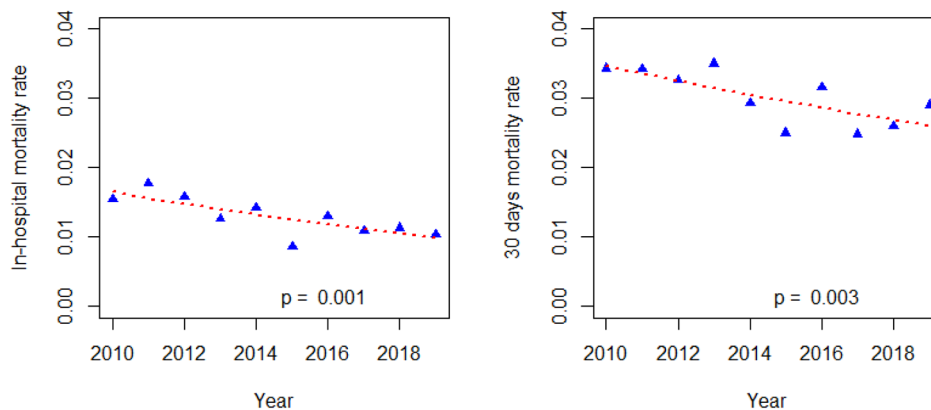 In-hospital mortality rate
0.04
0.03
0.02
0.01
0.00
p = 0.001
2010 2012 2014 2016 2018
Year
30 days mortality rate
0.04
0.03
0.02
0.01
0.00
p = 0.003
2010 2012 2014 2016 2018
Year